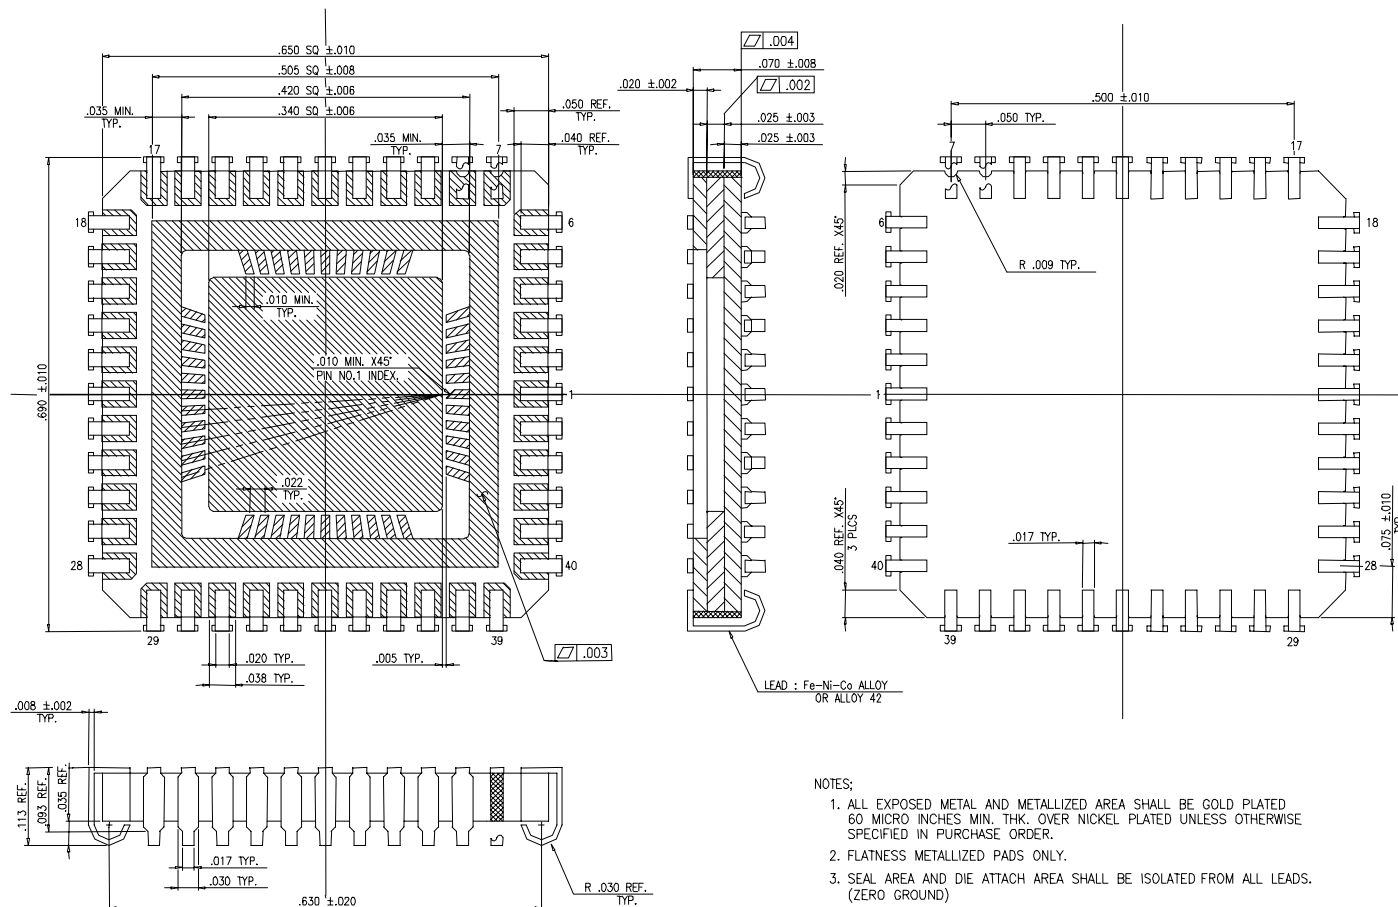 .650 SQ ±.010
.505 SQ ±.008
.420 SQ ±.006
.340 SQ ±.006
.035 MIN.
TYP.
.035 MIN.
TYP.
.050 REF.
TYP.
.040 REF.
TYP.
17
7
18
6
.690 ±.010
.010 MIN.
TYP.
.010 MIN. X45°
PIN NO.1 INDEX.
1
.022
TYP.
28
40
29
39
.020 TYP.
.038 TYP.
.005 TYP.
.003
.004
.070 ±.008
.020 ±.002
.002
.025 ±.003
.025 ±.003
LEAD : Fe-Ni-Co ALLOY
OR ALLOY 42
.500 ±.010
.050 TYP.
7
17
6
18
.020 REF. X45°
R .009 TYP.
1
.040 REF. X45°
3 PLCS
.017 TYP.
40
28
.075 ±.010
TYP.
39
29
.008 ±.002
TYP.
.113 REF.
.093 REF.
.035 REF.
.017 TYP.
.030 TYP.
.630 ±.020
R .030 REF.
TYP.
NOTES;
1. ALL EXPOSED METAL AND METALLIZED AREA SHALL BE GOLD PLATED
60 MICRO INCHES MIN. THK. OVER NICKEL PLATED UNLESS OTHERWISE
SPECIFIED IN PURCHASE ORDER.
2. FLATNESS METALLIZED PADS ONLY.
3. SEAL AREA AND DIE ATTACH AREA SHALL BE ISOLATED FROM ALL LEADS.
(ZERO GROUND)